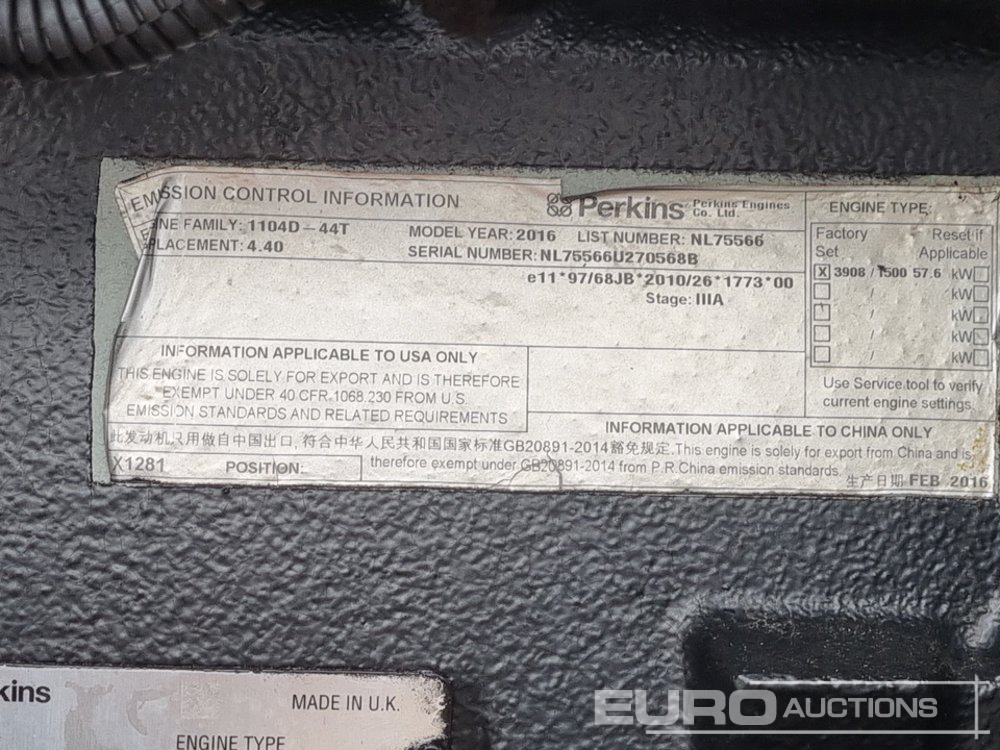 EMISSION CONTROL INFORMATION
Perkins Perkins Engines Co. Ltd.
ENGINE TYPE:
INE FAMILY: 1104D-44T
MODEL YEAR: 2016 LIST NUMBER: NL75566
PLACEMENT: 4.40
SERIAL NUMBER: NL75566U270568B
e11*97/68JB*2010/26*1773*00
Stage: IIIA
Factory Set
Reset if Applicable
X 3908 / 1500 57.6 kW
/ kW
/ kW
/ kW
/ kW
Use Service tool to verify
current engine settings.
INFORMATION APPLICABLE TO USA ONLY
THIS ENGINE IS SOLELY FOR EXPORT AND IS THEREFORE
EXEMPT UNDER 40 CFR 1068.230 FROM U.S.
EMISSION STANDARDS AND RELATED REQUIREMENTS
INFORMATION APPLICABLE TO CHINA ONLY
此发动机只用做自中国出口, 符合中华人民共和国国家标准GB20891-2014豁免规定. This engine is solely for export from China and is
therefore exempt under GB20891-2014 from P.R.China emission standards.
X1281 POSITION:
生产日期 FEB 2016
kins
MADE IN U.K.
ENGINE TYPE
EURO AUCTIONS